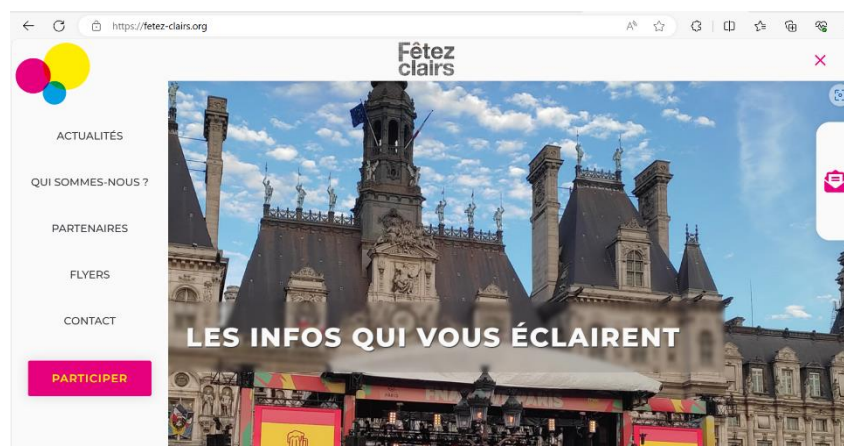 https://fetez-clairs.org
Fêtez
clairs
ACTUALITÉS
QUI SOMMES-NOUS ?
PARTENAIRES
FLYERS
CONTACT
PARTICIPER
LES INFOS QUI VOUS ÉCLAIRENT